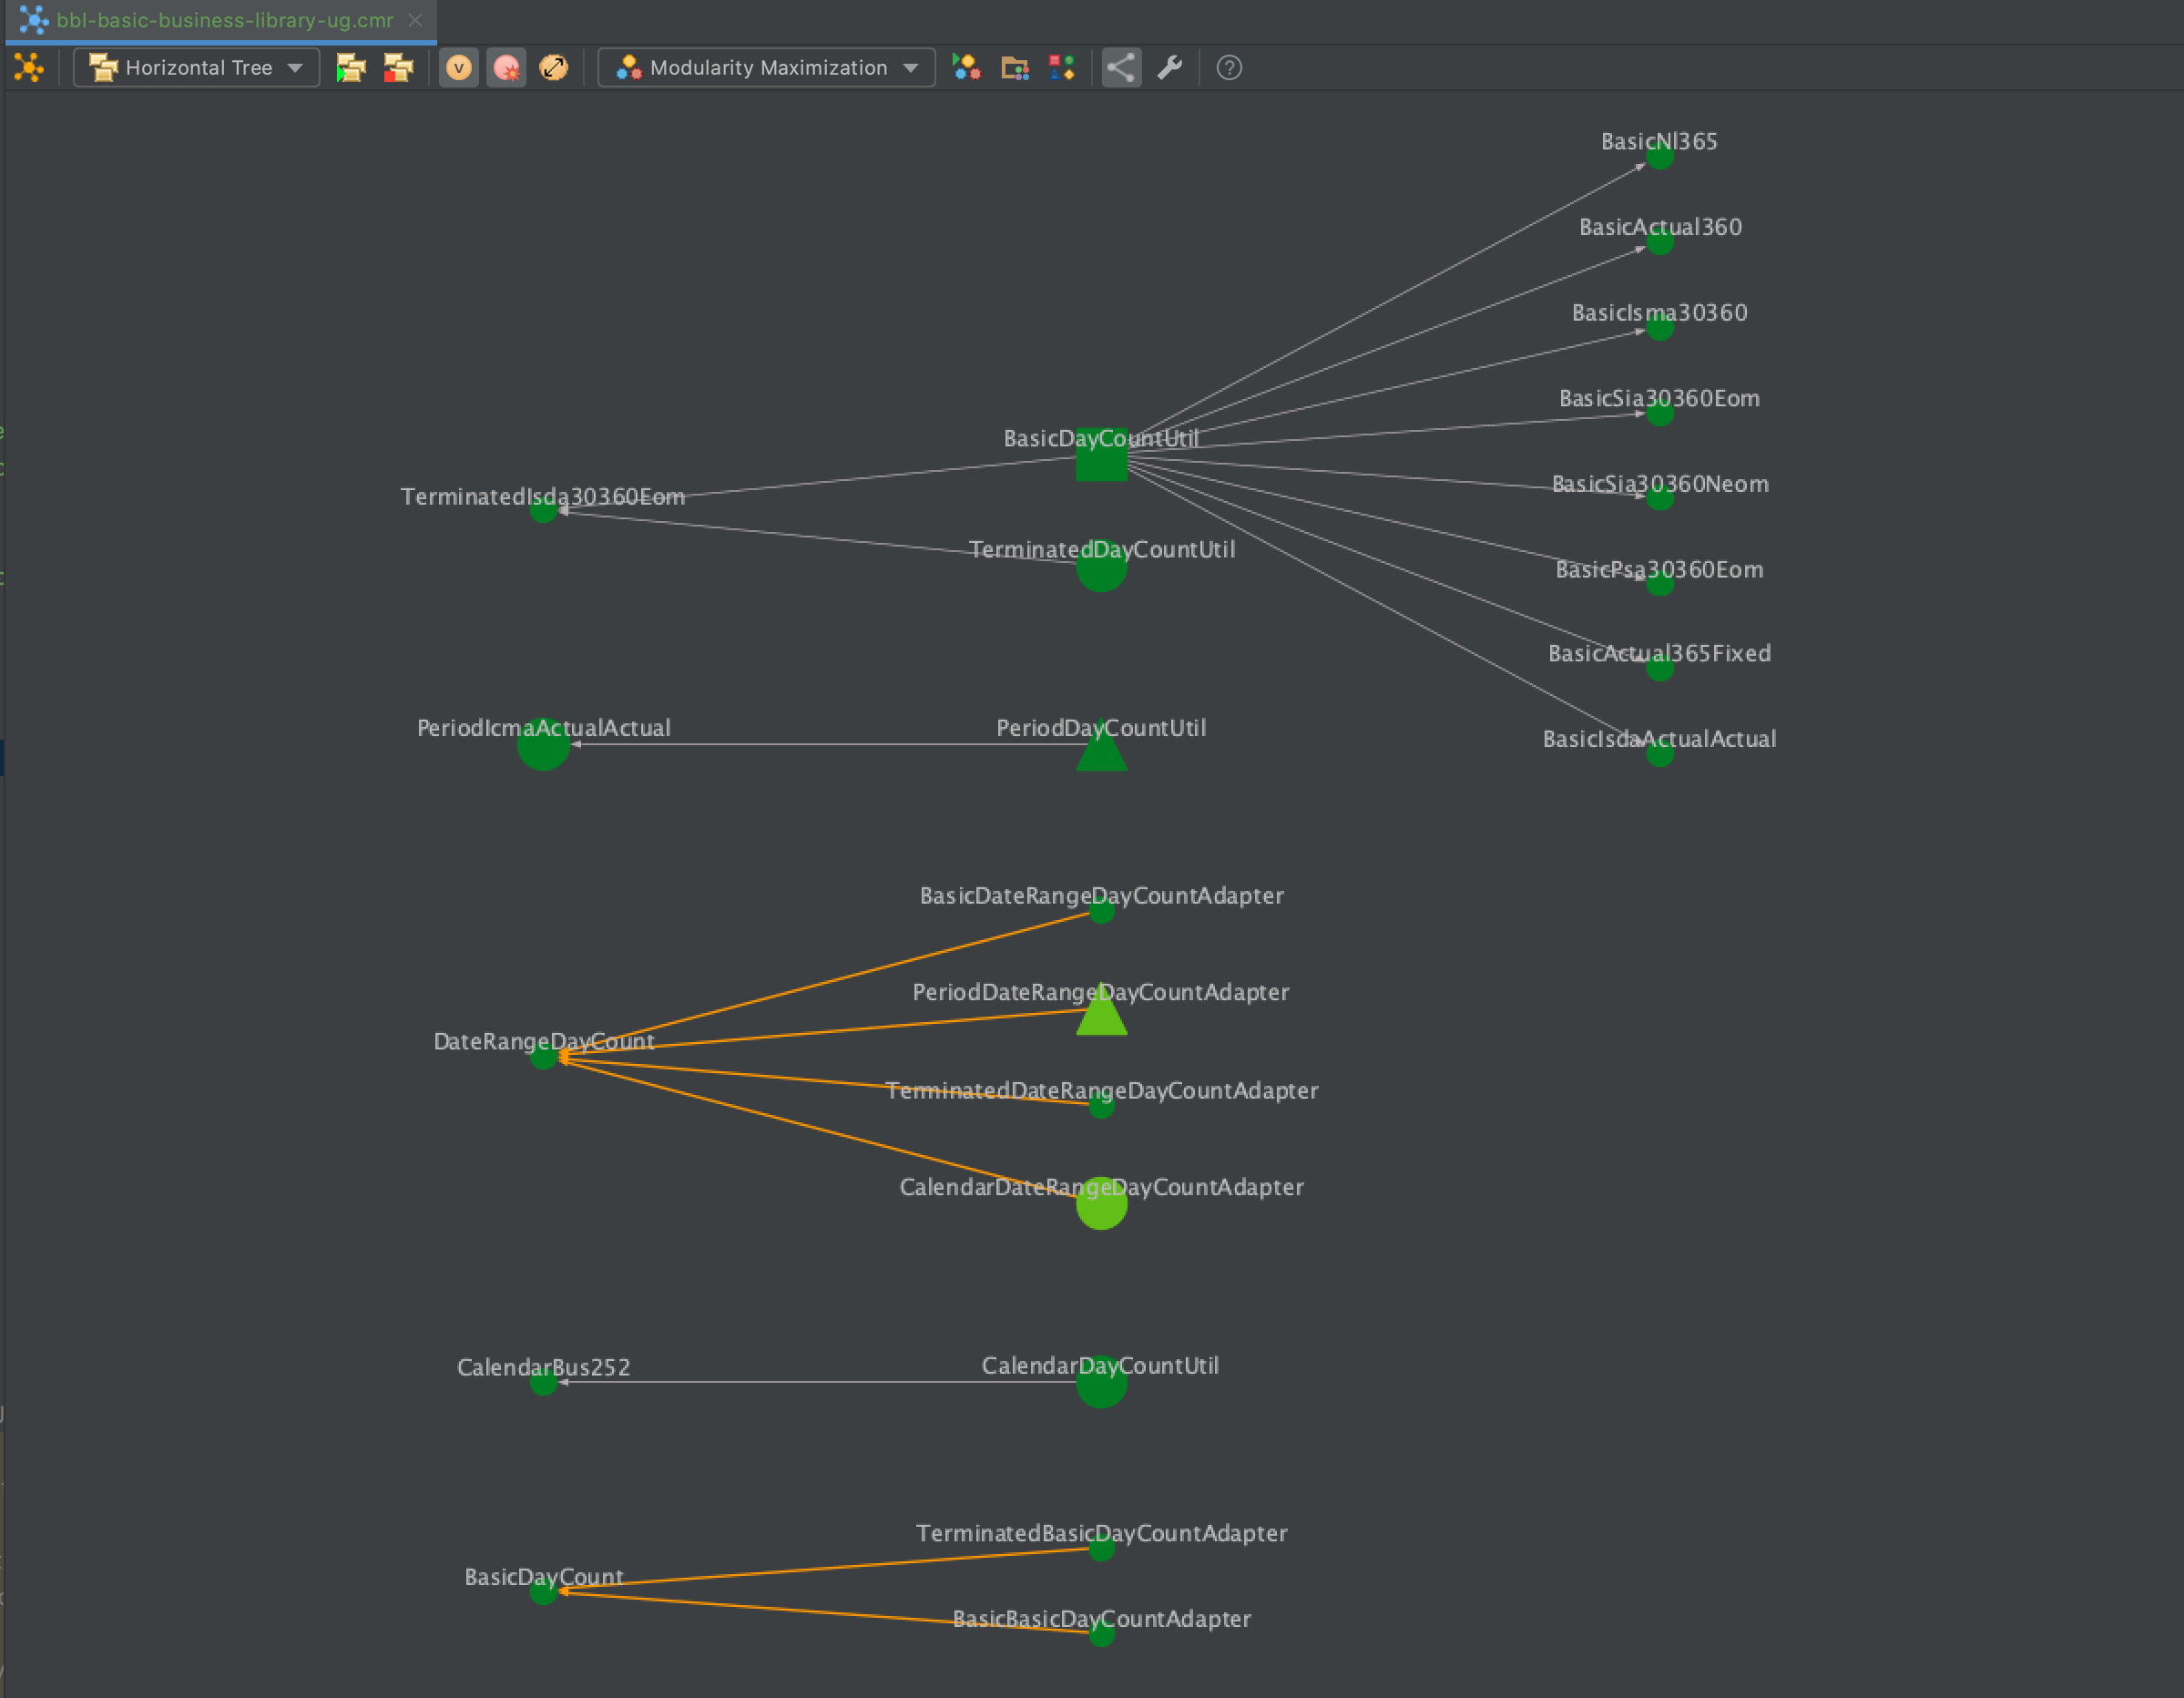 bbl-basic-business-library-ug.cmr
Horizontal Tree
V
Modularity Maximization
?
BasicNl365
BasicActual360
BasicIsma30360
BasicSia30360Eom
BasicDayCountUtil
BasicSia30360Neom
TerminatedIsda30360Eom
TerminatedDayCountUtil
BasicPsa30360Eom
BasicActual365Fixed
PeriodIcmaActualActual
PeriodDayCountUtil
BasicIsdaActualActual
BasicDateRangeDayCountAdapter
PeriodDateRangeDayCountAdapter
DateRangeDayCount
TerminatedDateRangeDayCountAdapter
CalendarDateRangeDayCountAdapter
CalendarBus252
CalendarDayCountUtil
TerminatedBasicDayCountAdapter
BasicDayCount
BasicBasicDayCountAdapter